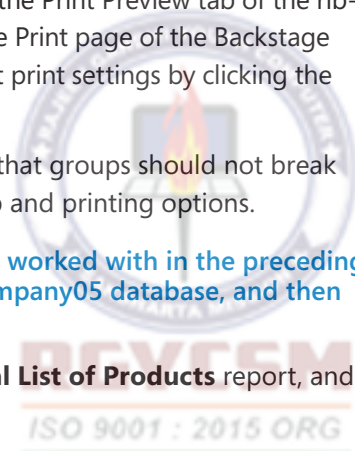 the Print Preview tab of the rib-
e Print page of the Backstage
t print settings by clicking the
that groups should not break
o and printing options.
worked with in the preceding
mpany05 database, and then
al List of Products report, and
RGYCSM
ISO 9001 : 2015 ORG